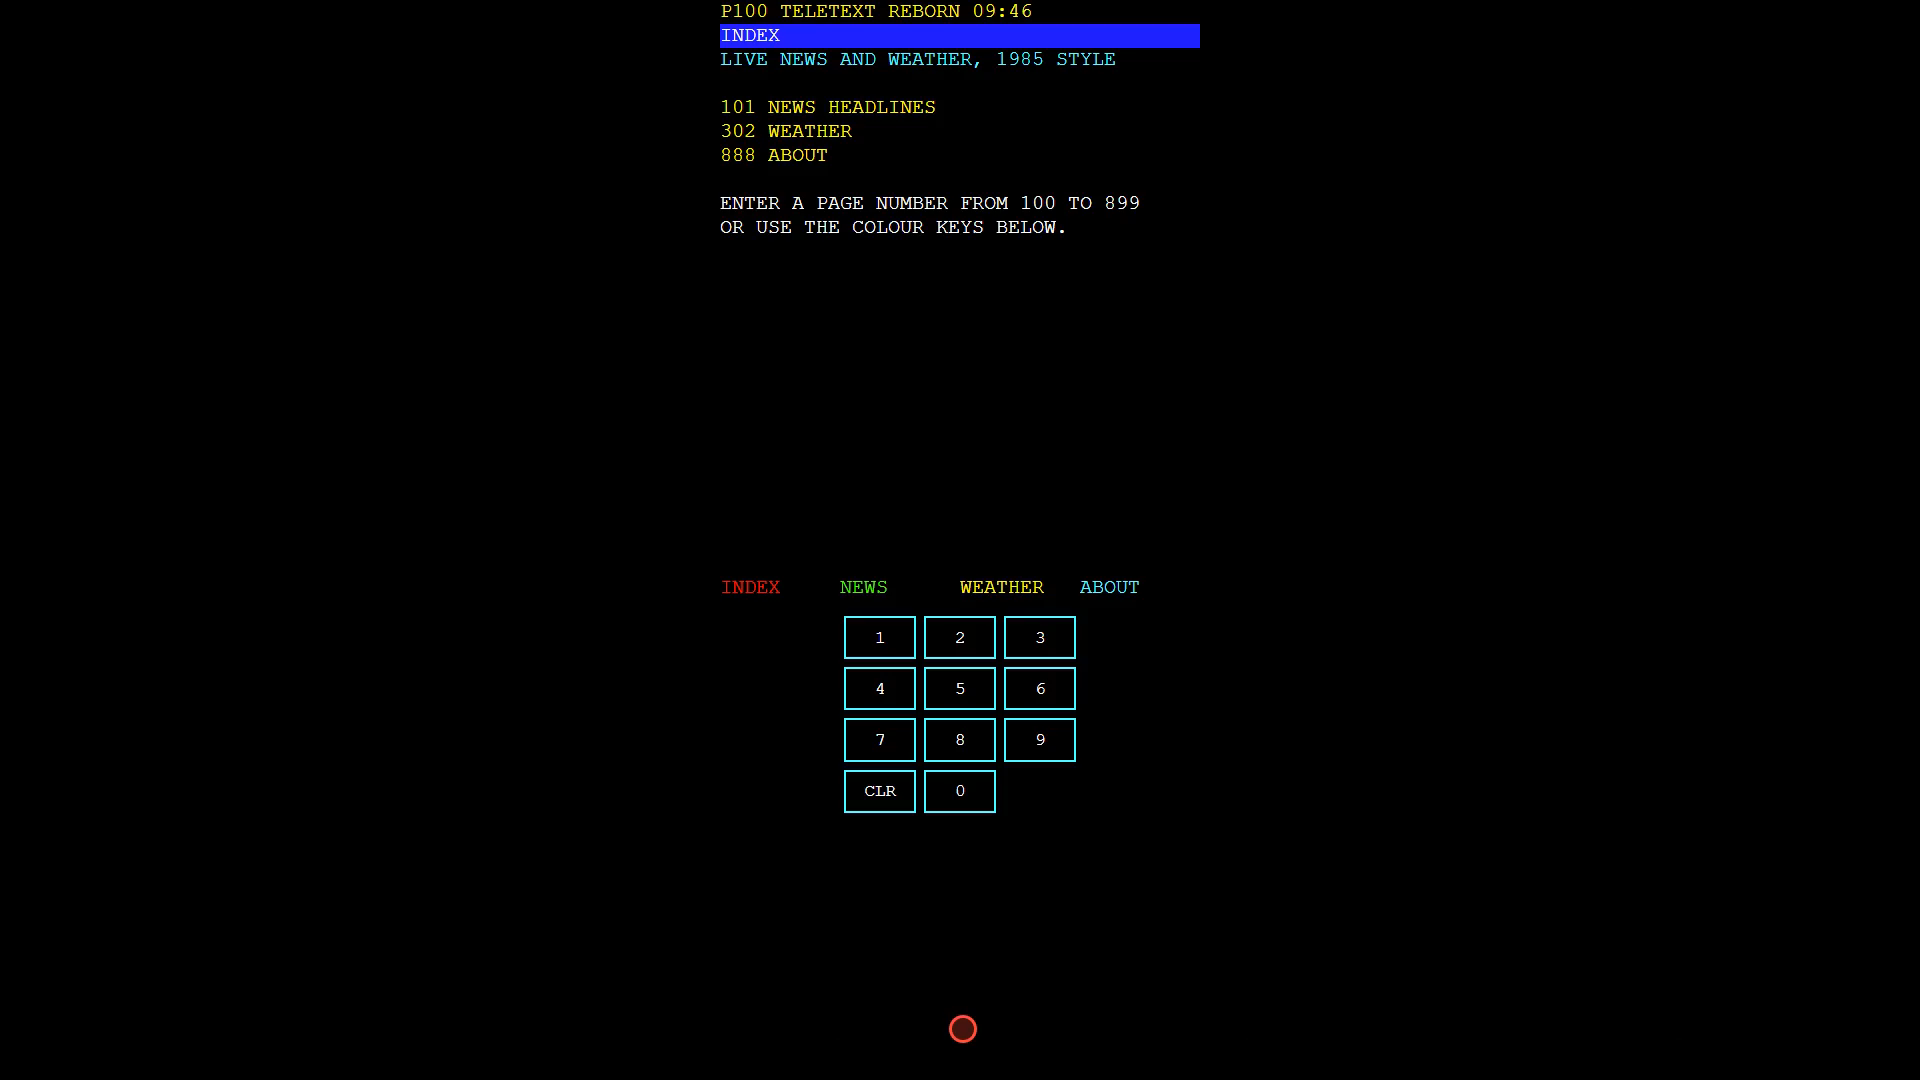 P100 TELETEXT REBORN 09:46
INDEX
LIVE NEWS AND WEATHER, 1985 STYLE
101 NEWS HEADLINES
302 WEATHER
888 ABOUT
ENTER A PAGE NUMBER FROM 100 TO 899
OR USE THE COLOUR KEYS BELOW.
INDEX NEWS WEATHER ABOUT
1 2 3
4 5 6
7 8 9
CLR 0